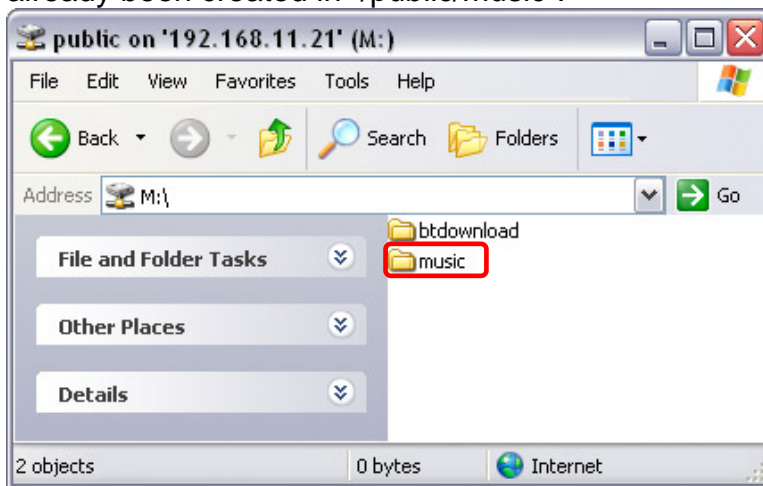 already been created in "/public/music".
public on '192.168.11.21' (M:)
File Edit View Favorites Tools Help
Back Search Folders
Address M:\ Go
btdownload
File and Folder Tasks music
Other Places
Details
2 objects 0 bytes Internet